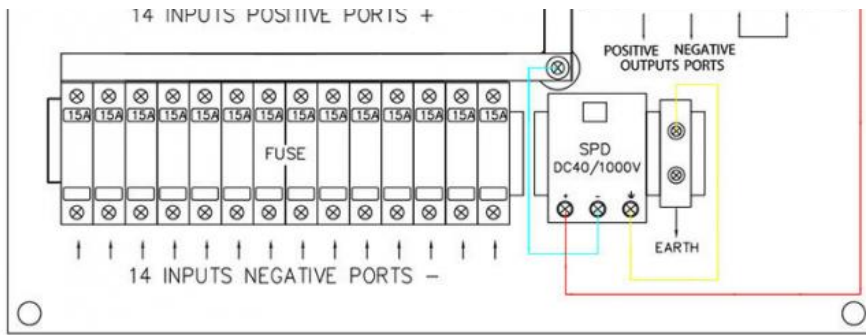 14 INPUTS POSITIVE PORTS +
POSITIVE NEGATIVE
OUTPUTS PORTS
15A 15A 15A 15A 15A 15A 15A 15A 15A 15A 15A 15A 15A 15A
FUSE
SPD
DC40/1000V
+ -
EARTH
14 INPUTS NEGATIVE PORTS -